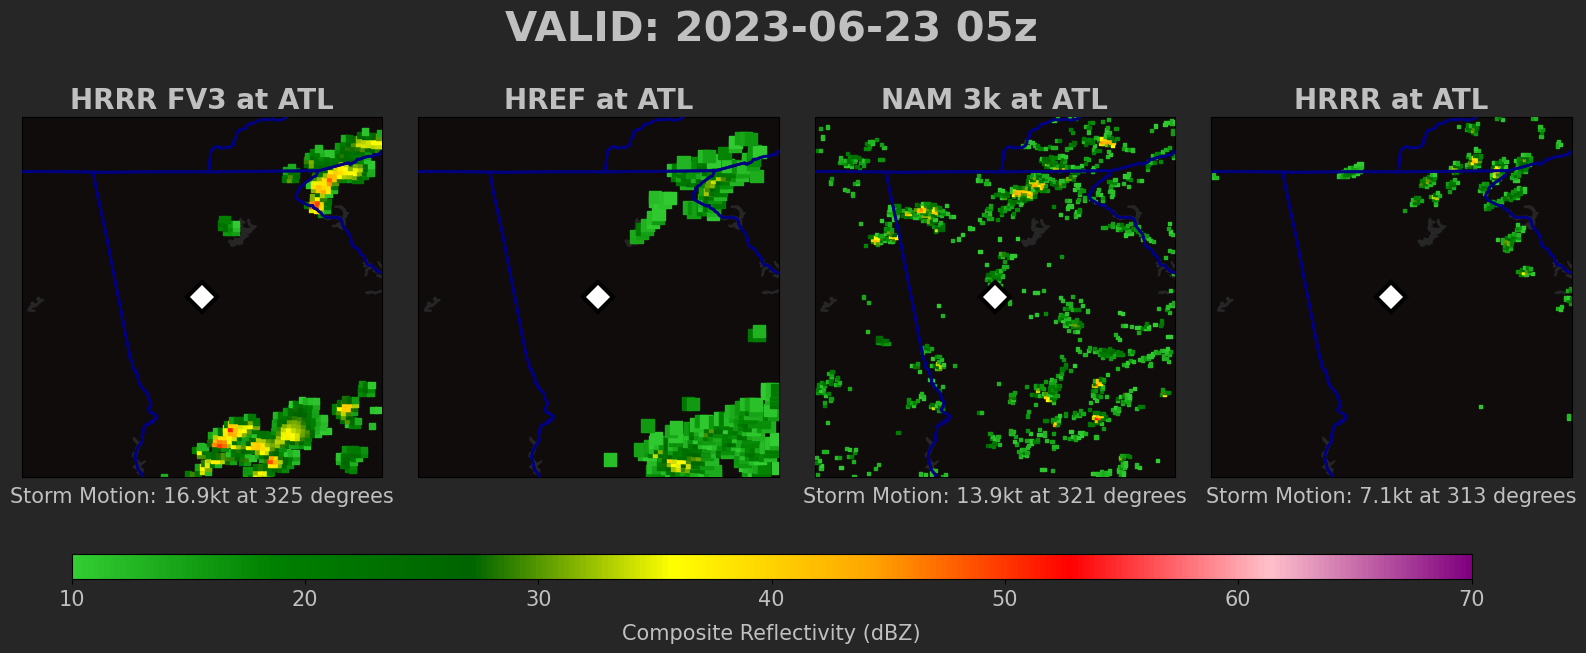 VALID: 2023-06-23 05z
HRRR FV3 at ATL
HREF at ATL
NAM 3k at ATL
HRRR at ATL
Storm Motion: 16.9kt at 325 degrees
Storm Motion: 13.9kt at 321 degrees
Storm Motion: 7.1kt at 313 degrees
10 20 30 40 50 60 70
Composite Reflectivity (dBZ)